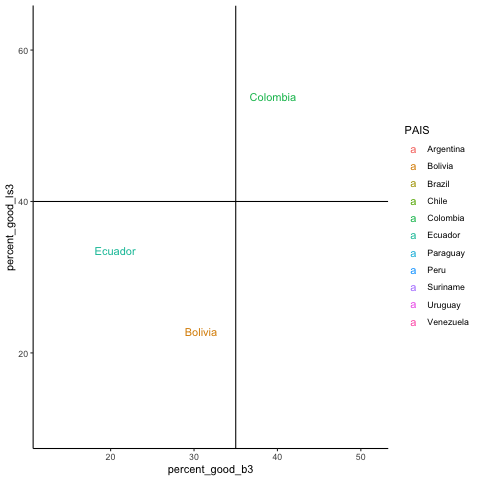 60
40
20
percent_good_ls3
Colombia
Ecuador
Bolivia
20 30 40 50
percent_good_b3
PAIS
a Argentina
a Bolivia
a Brazil
a Chile
a Colombia
a Ecuador
a Paraguay
a Peru
a Suriname
a Uruguay
a Venezuela